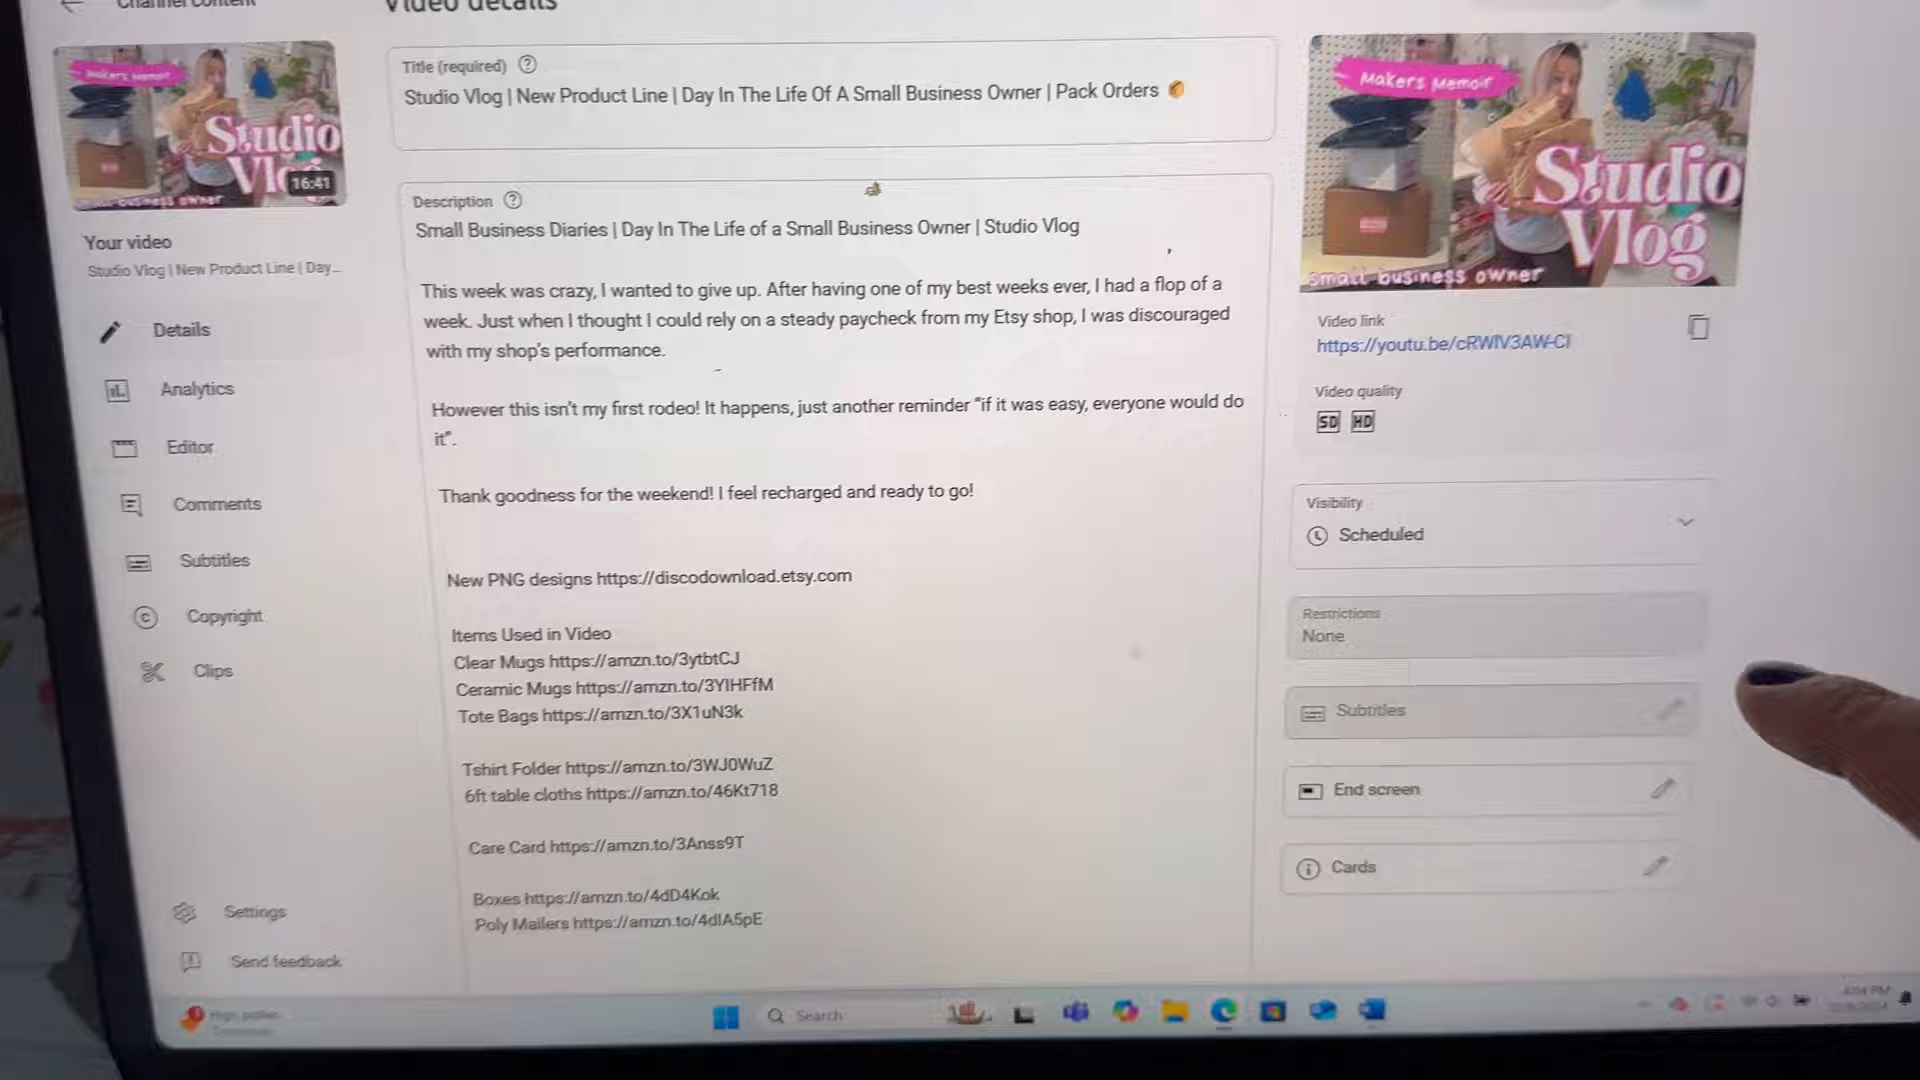 Channel content
Video details
Makers Memoir
Studio
Vlog
16:41
small business owner
Your video
Studio Vlog | New Product Line | Day...
Details
Analytics
Editor
Comments
Subtitles
Copyright
Clips
Settings
Send feedback
Title (required)
Studio Vlog | New Product Line | Day In The Life Of A Small Business Owner | Pack Orders 📦
Description
Small Business Diaries | Day In The Life of a Small Business Owner | Studio Vlog
This week was crazy, I wanted to give up. After having one of my best weeks ever, I had a flop of a
week. Just when I thought I could rely on a steady paycheck from my Etsy shop, I was discouraged
with my shop's performance.
However this isn't my first rodeo! It happens, just another reminder "if it was easy, everyone would do
it".
Thank goodness for the weekend! I feel recharged and ready to go!
New PNG designs https://discodownload.etsy.com
Items Used in Video
Clear Mugs https://amzn.to/3ytbtCJ
Ceramic Mugs https://amzn.to/3YIHFfM
Tote Bags https://amzn.to/3X1uN3k
Tshirt Folder https://amzn.to/3WJ0WuZ
6ft table cloths https://amzn.to/46Kt718
Care Card https://amzn.to/3Anss9T
Boxes https://amzn.to/4dD4Kok
Poly Mailers https://amzn.to/4dIA5pE
Makers Memoir
Studio
Vlog
small business owner
Video link
https://youtu.be/cRWlV3AW-CI
Video quality
SD HD
Visibility
Scheduled
Restrictions
None
Subtitles
End screen
Cards
High pollen
Search